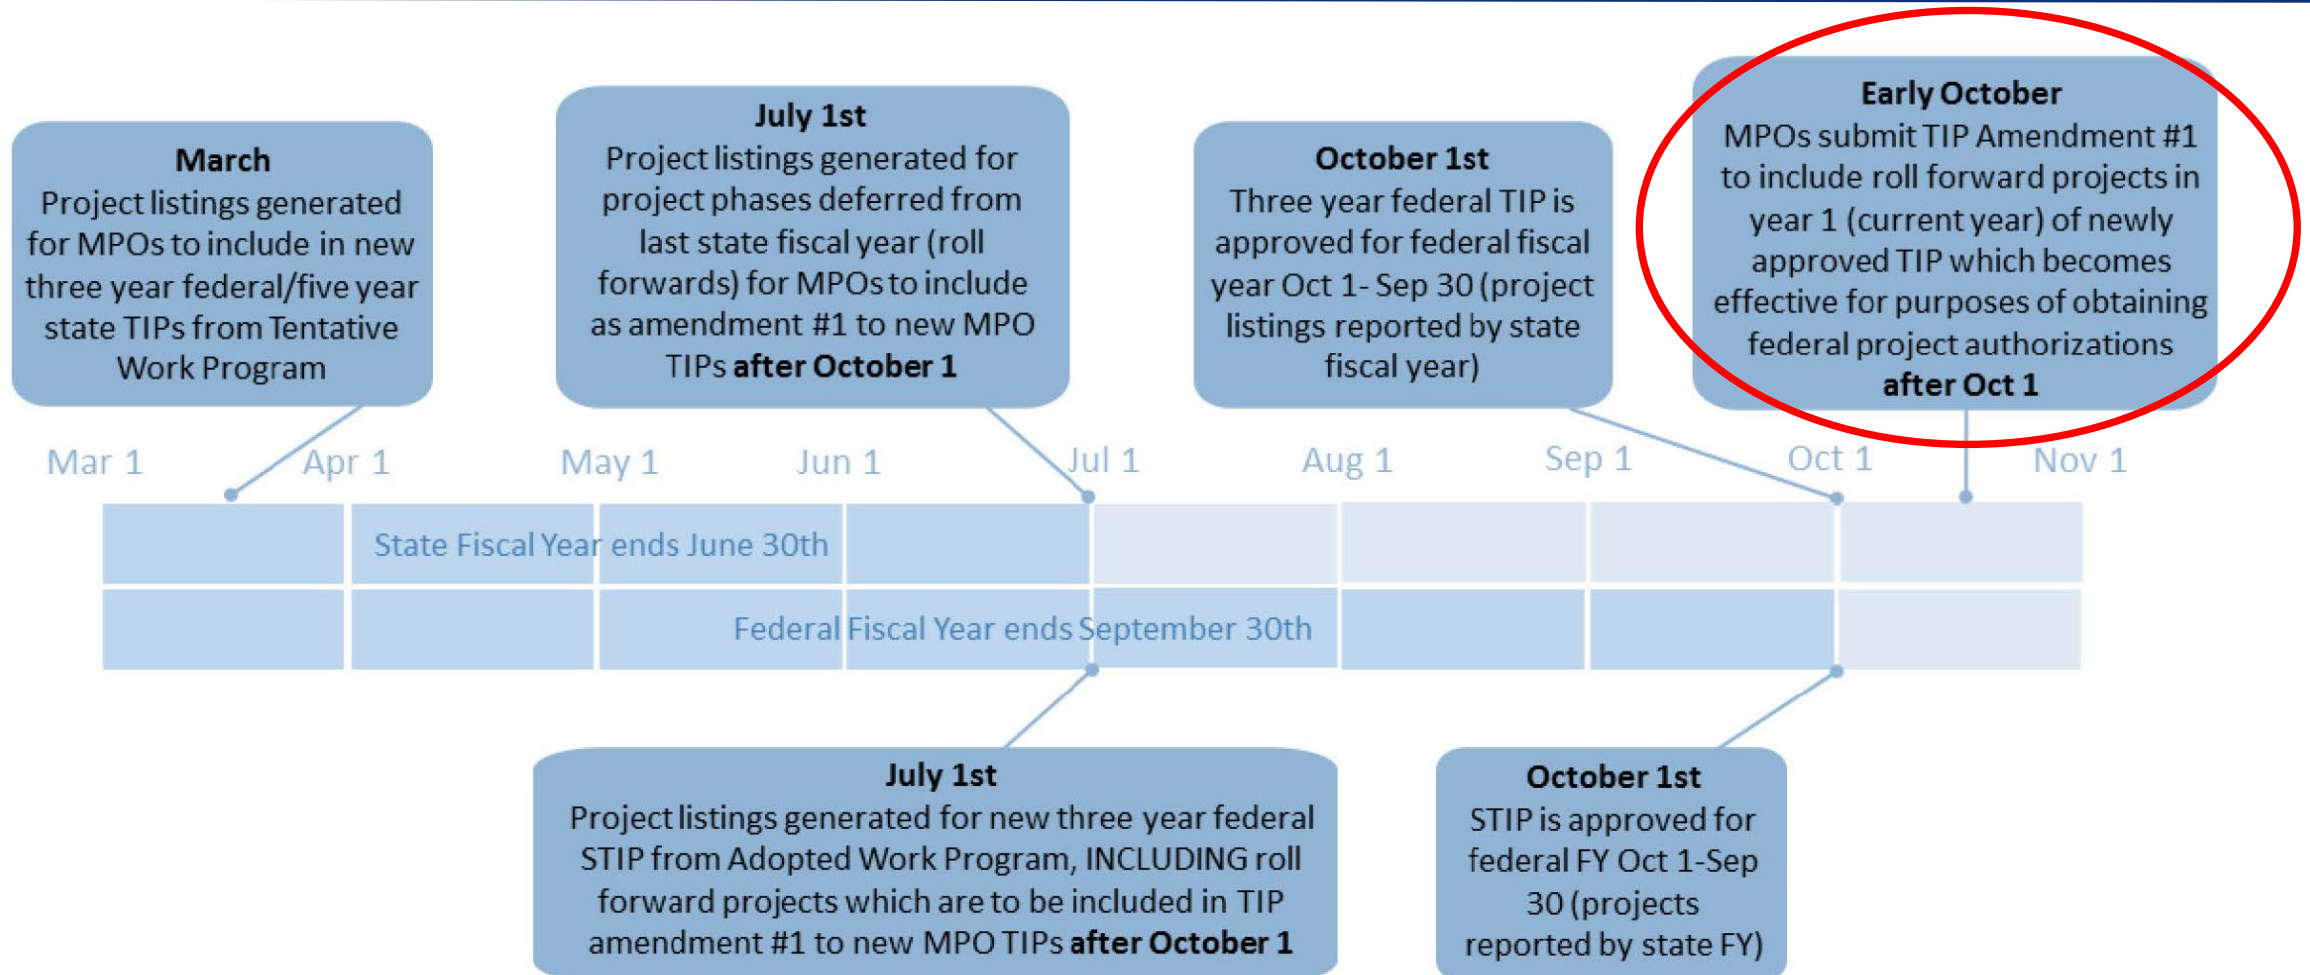 March
Project listings generated
for MPOs to include in new
three year federal/five year
state TIPs from Tentative
Work Program
July 1st
Project listings generated for
project phases deferred from
last state fiscal year (roll
forwards) for MPOs to include
as amendment #1 to new MPO
TIPs after October 1
October 1st
Three year federal TIP is
approved for federal fiscal
year Oct 1- Sep 30 (project
listings reported by state
fiscal year)
Early October
MPOs submit TIP Amendment #1
to include roll forward projects in
year 1 (current year) of newly
approved TIP which becomes
effective for purposes of obtaining
federal project authorizations
after Oct 1
Mar 1
Apr 1
May 1
Jun 1
Jul 1
Aug 1
Sep 1
Oct 1
Nov 1
State Fiscal Year ends June 30th
Federal Fiscal Year ends September 30th
July 1st
Project listings generated for new three year federal
STIP from Adopted Work Program, INCLUDING roll
forward projects which are to be included in TIP
amendment #1 to new MPO TIPs after October 1
October 1st
STIP is approved for
federal FY Oct 1-Sep
30 (projects
reported by state FY)